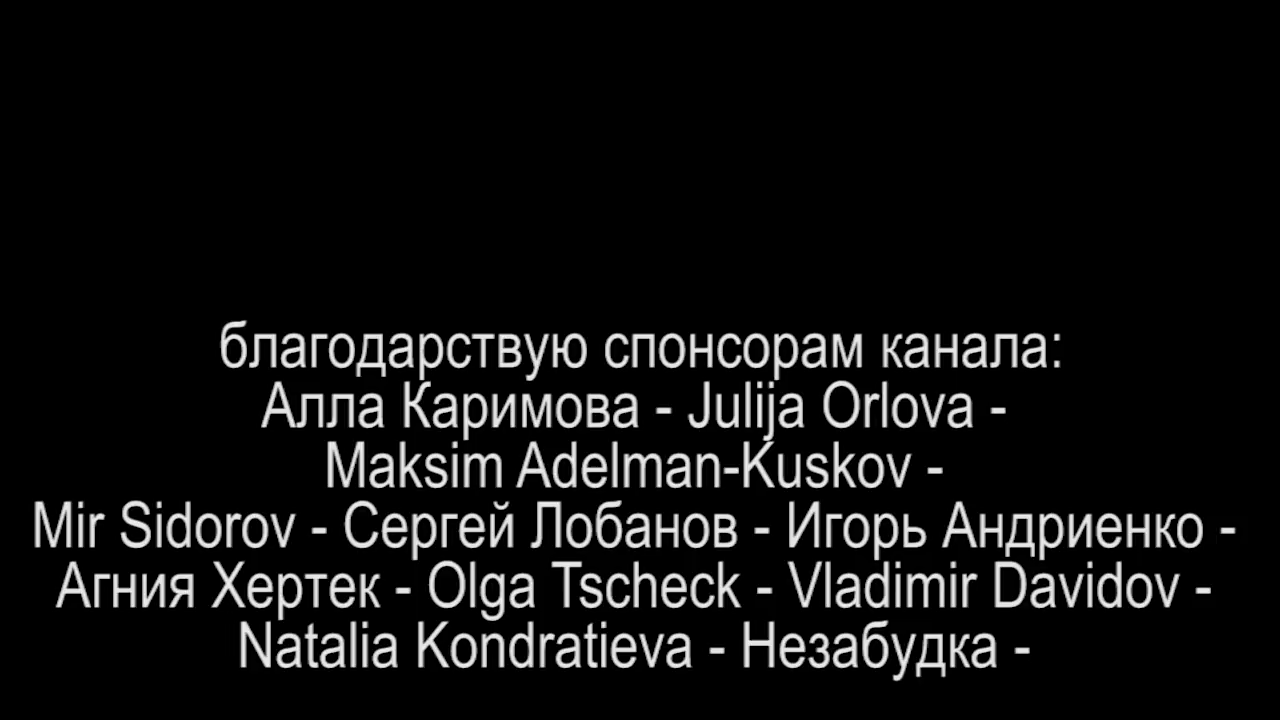 благодарствую спонсорам канала:
Алла Каримова - Julija Orlova -
Maksim Adelman-Kuskov -
Mir Sidorov - Сергей Лобанов - Игорь Андриенко -
Агния Хертек - Olga Tscheck - Vladimir Davidov -
Natalia Kondratieva - Незабудка -